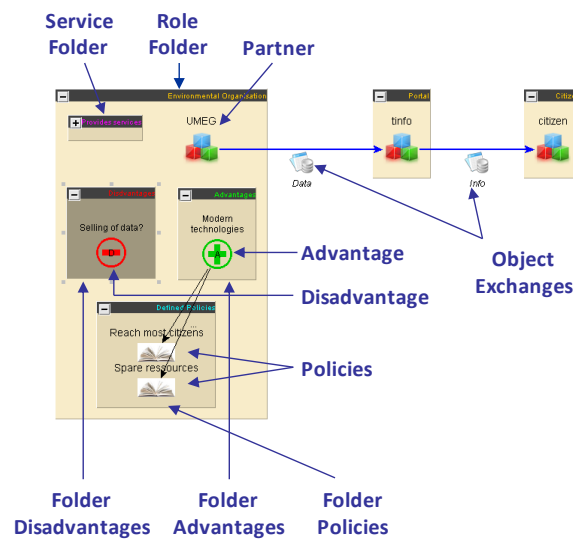 Service
Folder
Role
Folder
Partner
Environmental Organisation
Portal
Citize
Provides services
UMEG
tinfo
citizen
Data
Info
Advantages
Selling of data?
D
Modern
technologies
A
Advantage
Disadvantage
Object
Exchanges
Defined Policies
Reach most citizens
...
Spare ressources
Policies
Folder
Disadvantages
Folder
Advantages
Folder
Policies